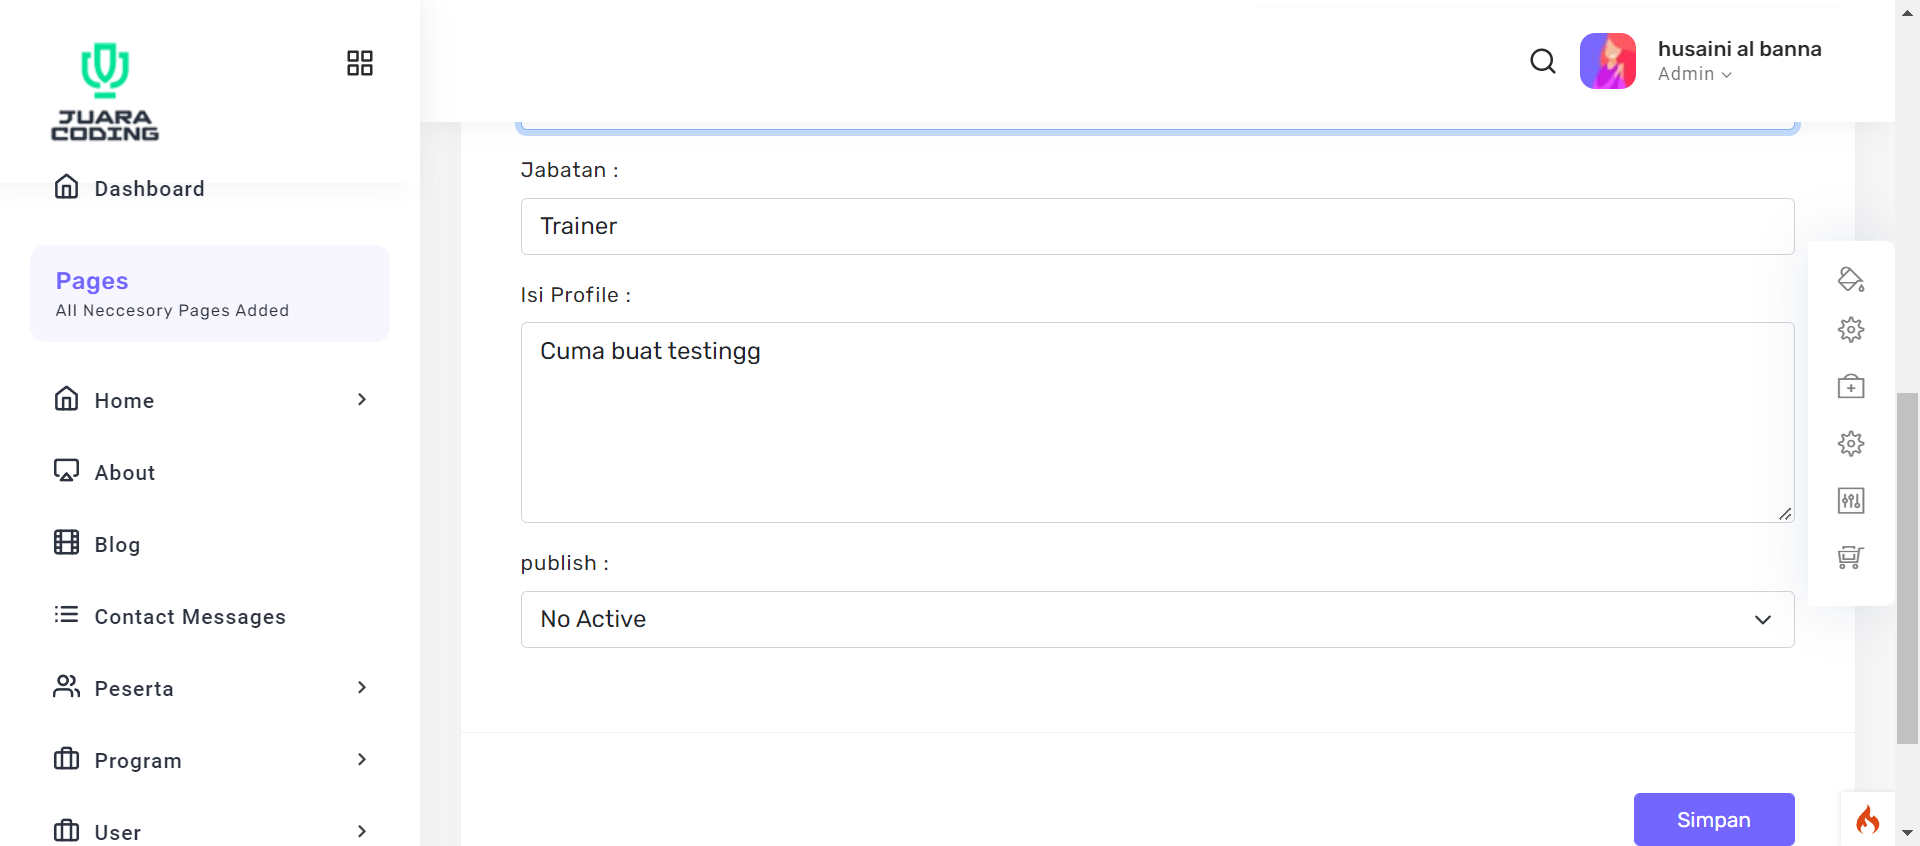 JUARA
CODING
husaini al banna
Admin
Dashboard
Pages
All Neccesory Pages Added
Home
About
Blog
Contact Messages
Peserta
Program
User
Jabatan :
Trainer
Isi Profile :
Cuma buat testingg
publish :
No Active
Simpan